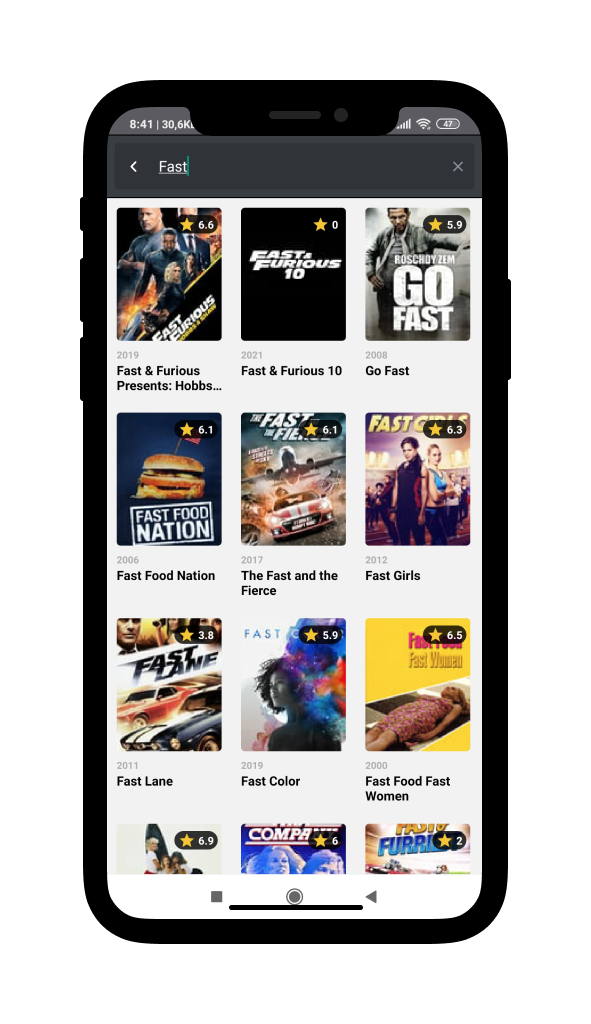 8:41 | 30,6K
47
Fast
6.6
0
5.9
FAST
FURIOUS
HOBBS & SHAW
FAST &
FURIOUS
10
ROSCHDY ZEM
GO
FAST
2019
2021
2008
Fast & Furious
Presents: Hobbs...
Fast & Furious 10
Go Fast
6.1
6.1
6.3
FAST FOOD
NATION
THE FAST AND
THE FIERCE
FAST GIRLS
2006
2017
2012
Fast Food Nation
The Fast and the
Fierce
Fast Girls
3.8
5.9
6.5
FAST
LANE
FAST
Fast Food
Fast Women
2011
2019
2000
Fast Lane
Fast Color
Fast Food Fast
Women
6.9
6
2
COMPANY
FAST &